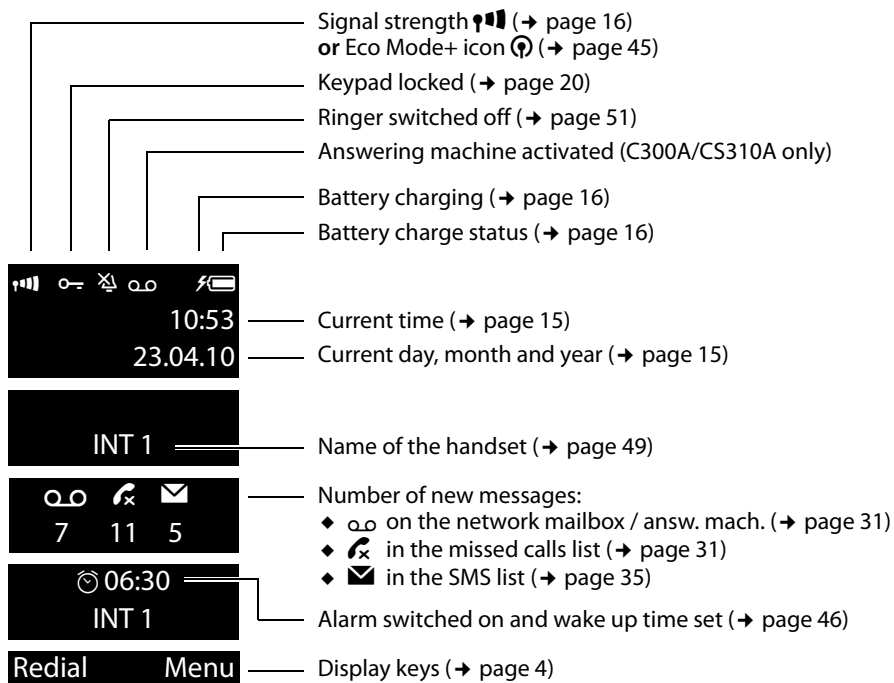 Signal strength (➔ page 16)
or Eco Mode+ icon (➔ page 45)
Keypad locked (➔ page 20)
Ringer switched off (➔ page 51)
Answering machine activated (C300A/CS310A only)
Battery charging (➔ page 16)
Battery charge status (➔ page 16)
10:53
Current time (➔ page 15)
23.04.10
Current day, month and year (➔ page 15)
INT 1
Name of the handset (➔ page 49)
Number of new messages:
7 11 5
◆ on the network mailbox / answ. mach. (➔ page 31)
◆ in the missed calls list (➔ page 31)
◆ in the SMS list (➔ page 35)
06:30
INT 1
Alarm switched on and wake up time set (➔ page 46)
Redial Menu
Display keys (➔ page 4)